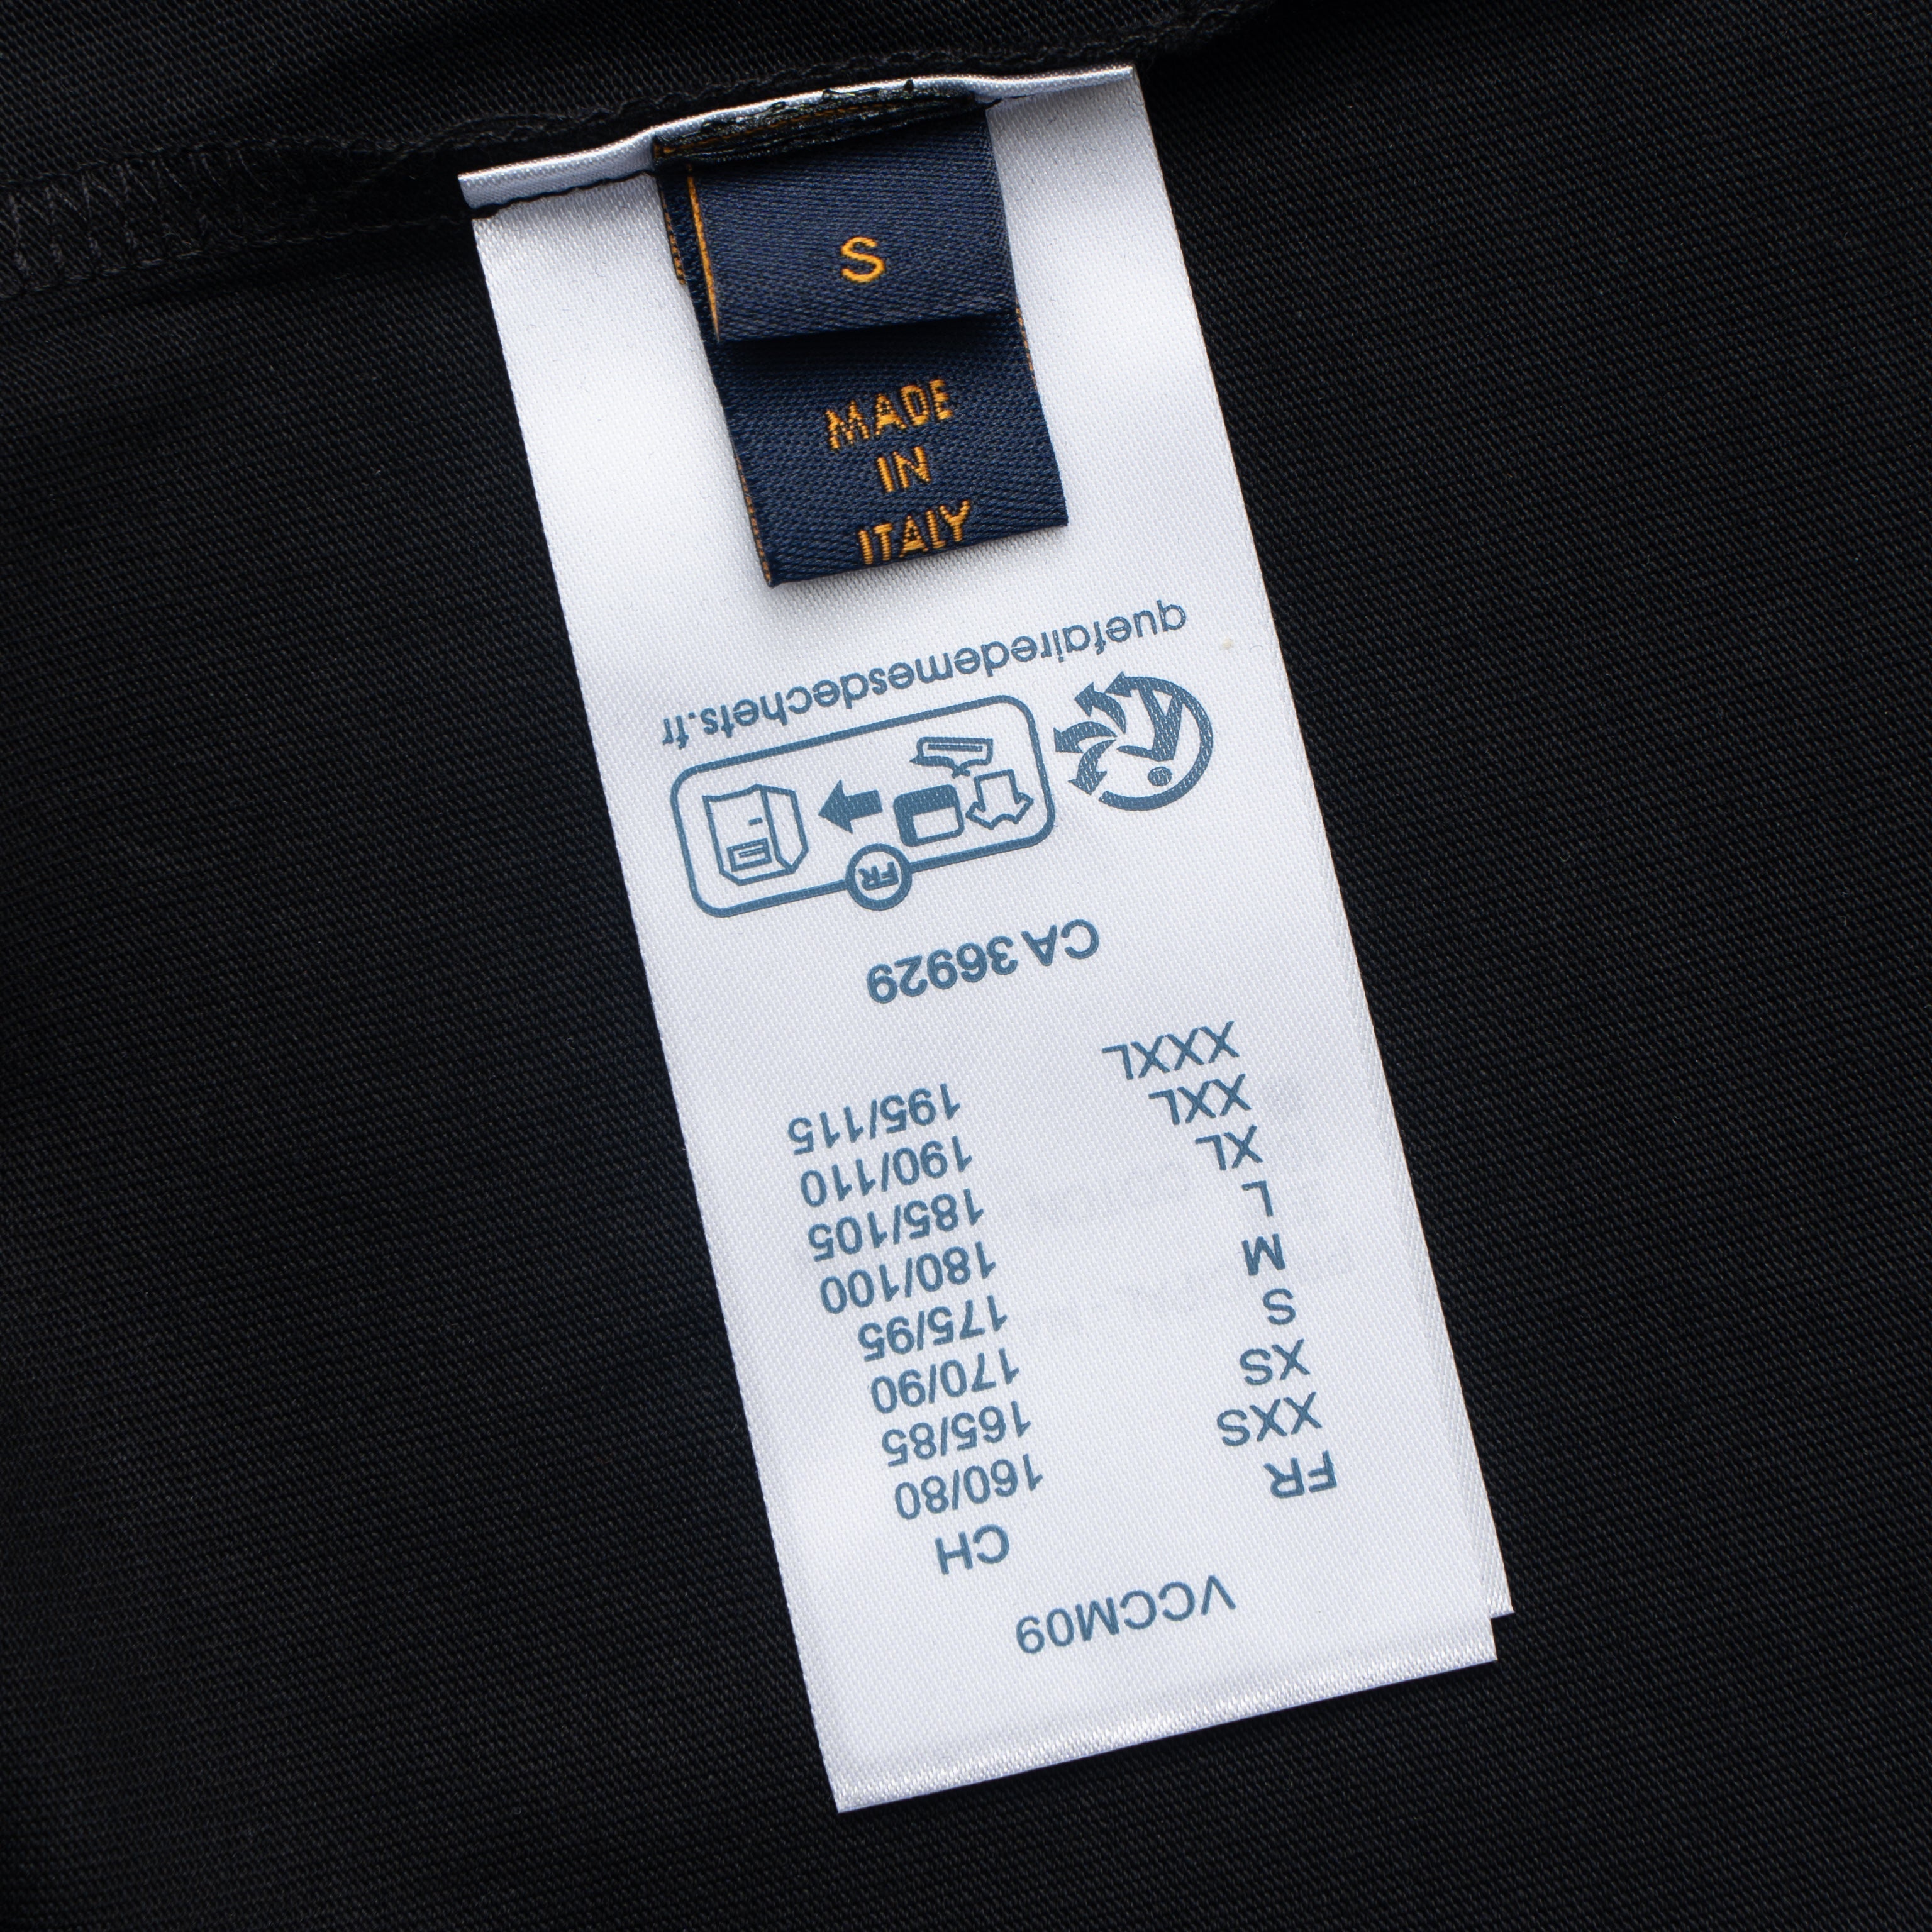 S
MADE
IN
ITALY
VCCM09
FR CH
XXS 160/80
XS 165/85
S 170/90
M 175/95
L 180/100
XL 185/105
XXL 190/110
XXXL 195/115
CA 36929
FR
quefairedemesdechets.fr